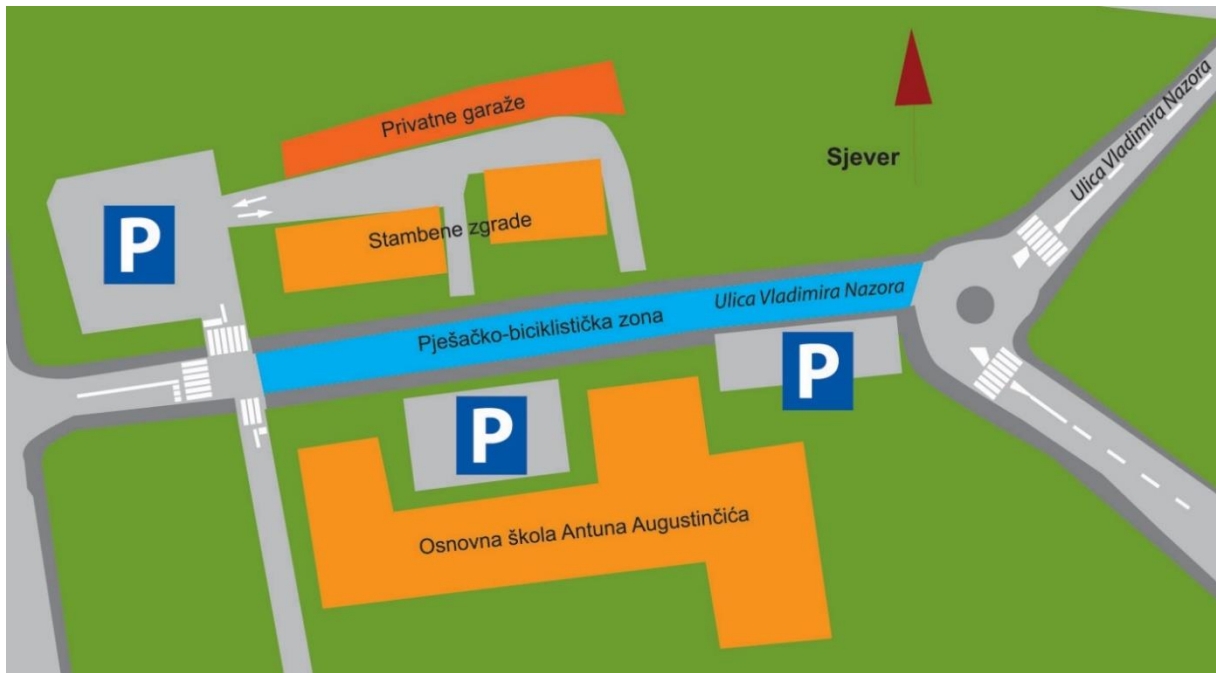 Ulica Vladimira Nazora
Privatne garaže
Sjever
P
Stambene zgrade
Ulica Vladimira Nazora
Pješačko-biciklistička zona
P
P
Osnovna škola Antuna Augustinčića